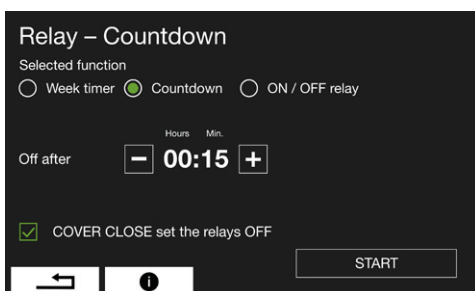 Relay – Countdown
Selected function
Week timer Countdown ON / OFF relay
Hours Min.
Off after – 00:15 +
COVER CLOSE set the relays OFF
START
i